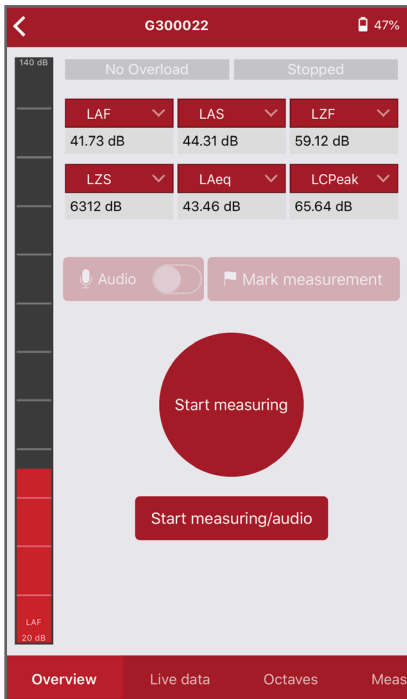 G300022
47%
140 dB
No Overload
Stopped
LAF
LAS
LZF
41.73 dB
44.31 dB
59.12 dB
LZS
LAeq
LCPeak
6312 dB
43.46 dB
65.64 dB
Audio
Mark measurement
Start measuring
Start measuring/audio
LAF
20 dB
Overview
Live data
Octaves
Meas